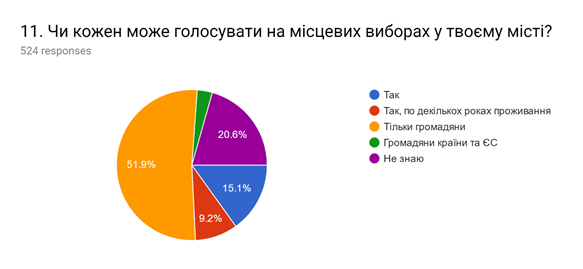 11. Чи кожен може голосувати на місцевих виборах у твоєму місті?
524 responses
Так
Так, по декількох роках проживання
Тільки громадяни
Громадяни країни та ЄС
Не знаю
20.6%
51.9%
15.1%
9.2%